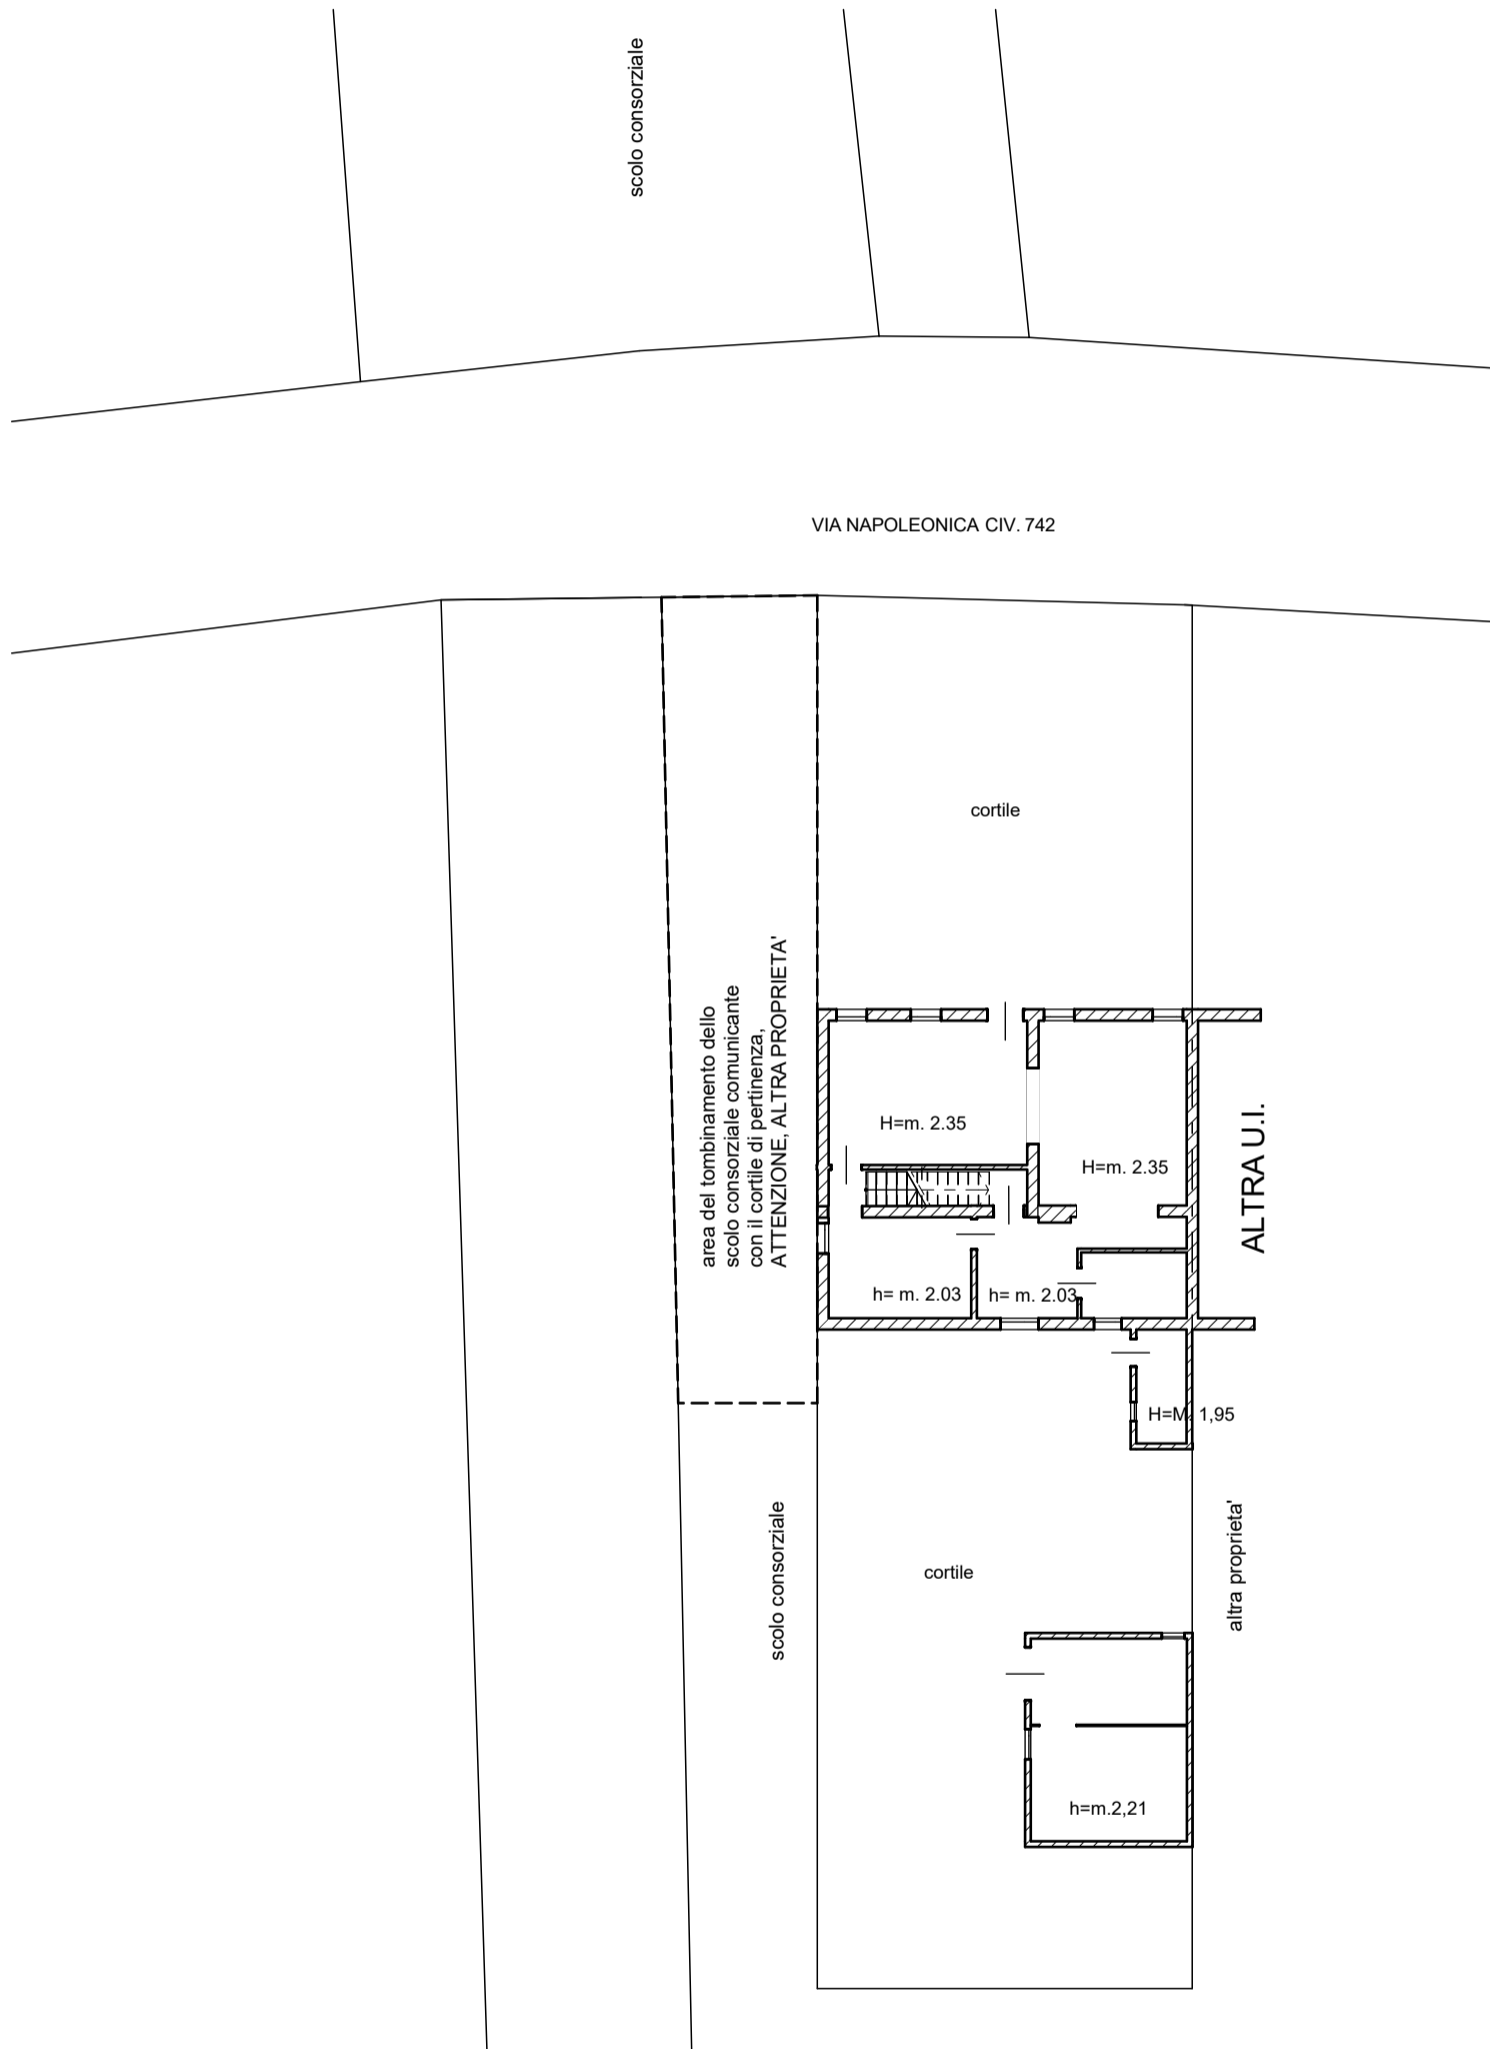 scolo consorziale
VIA NAPOLEONICA CIV. 742
cortile
area del tombinamento dello
scolo consorziale comunicante
con il cortile di pertinenza,
ATTENZIONE, ALTRA PROPRIETA'
H=m. 2.35
H=m. 2.35
ALTRA U.I.
h= m. 2.03
h= m. 2.03
H=M. 1,95
scolo consorziale
altra proprieta'
cortile
h=m.2,21